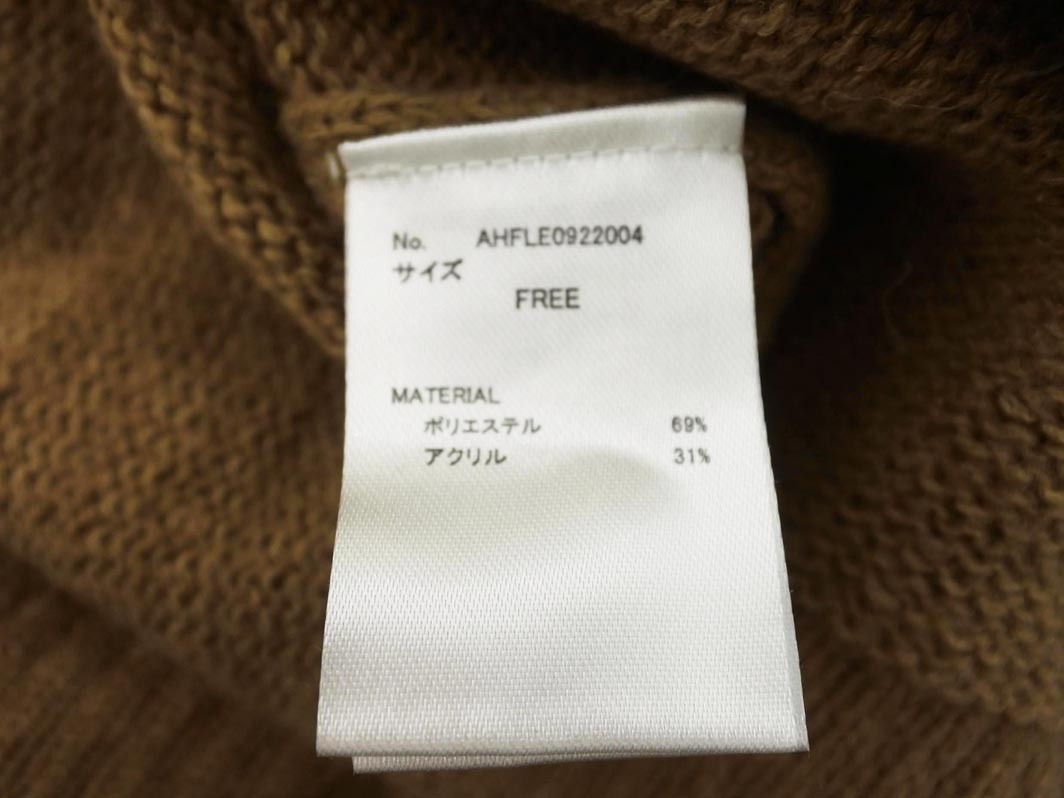 No. AHFLE0922004
サイズ
FREE
MATERIAL
ポリエステル 69%
アクリル 31%